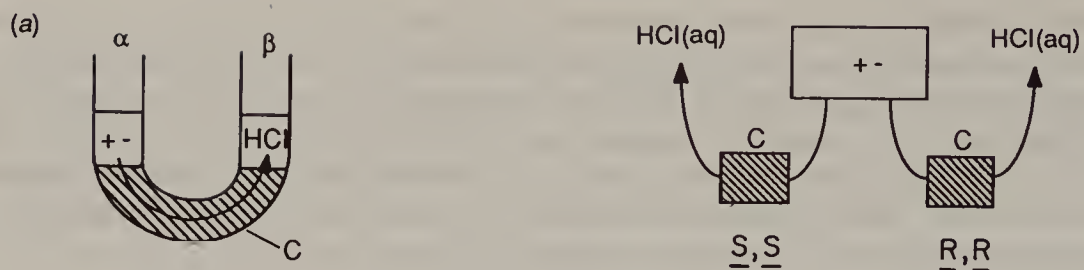 (a)
α β
+ - HCl
C
HCl(aq) + - HCl(aq)
C C
S,S R,R